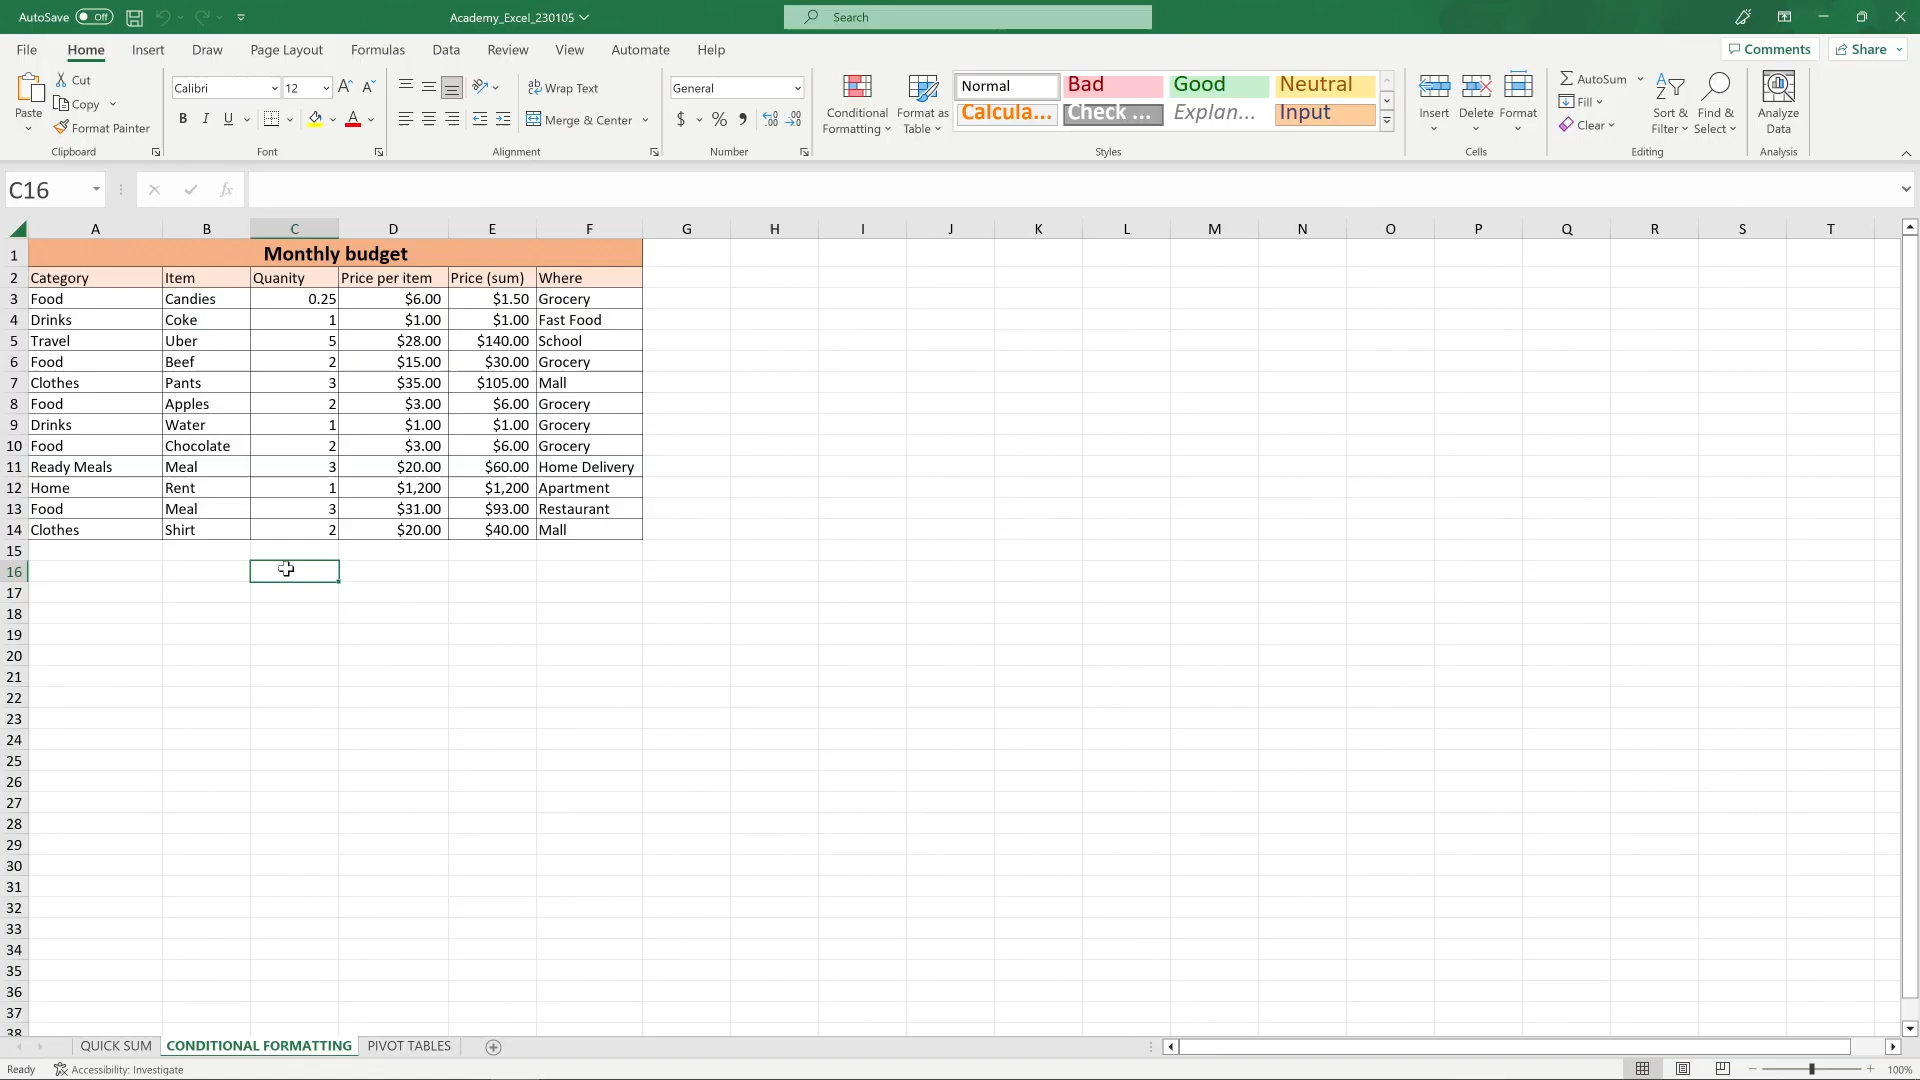 AutoSave Off Academy_Excel_230105 Search
File Home Insert Draw Page Layout Formulas Data Review View Automate Help Comments Share
Paste Cut Copy Format Painter Clipboard
Calibri 12 B I U Font
Wrap Text Merge & Center Alignment
General $ % Number
Conditional Formatting Format as Table Normal Bad Good Neutral
Calcula... Check ... Explan... Input Styles
Insert Delete Format Cells
AutoSum Fill Clear Sort & Filter Find & Select Editing
Analyze Data Analysis
C16 fx
A B C D E F G H I J K L M N O P Q R S T
1 Monthly budget
2 Category Item Quanity Price per item Price (sum) Where
3 Food Candies 0.25 $6.00 $1.50 Grocery
4 Drinks Coke 1 $1.00 $1.00 Fast Food
5 Travel Uber 5 $28.00 $140.00 School
6 Food Beef 2 $15.00 $30.00 Grocery
7 Clothes Pants 3 $35.00 $105.00 Mall
8 Food Apples 2 $3.00 $6.00 Grocery
9 Drinks Water 1 $1.00 $1.00 Grocery
10 Food Chocolate 2 $3.00 $6.00 Grocery
11 Ready Meals Meal 3 $20.00 $60.00 Home Delivery
12 Home Rent 1 $1,200 $1,200 Apartment
13 Food Meal 3 $31.00 $93.00 Restaurant
14 Clothes Shirt 2 $20.00 $40.00 Mall
15
16
17
18
19
20
21
22
23
24
25
26
27
28
29
30
31
32
33
34
35
36
37
38
QUICK SUM CONDITIONAL FORMATTING PIVOT TABLES
Ready Accessibility: Investigate 100%